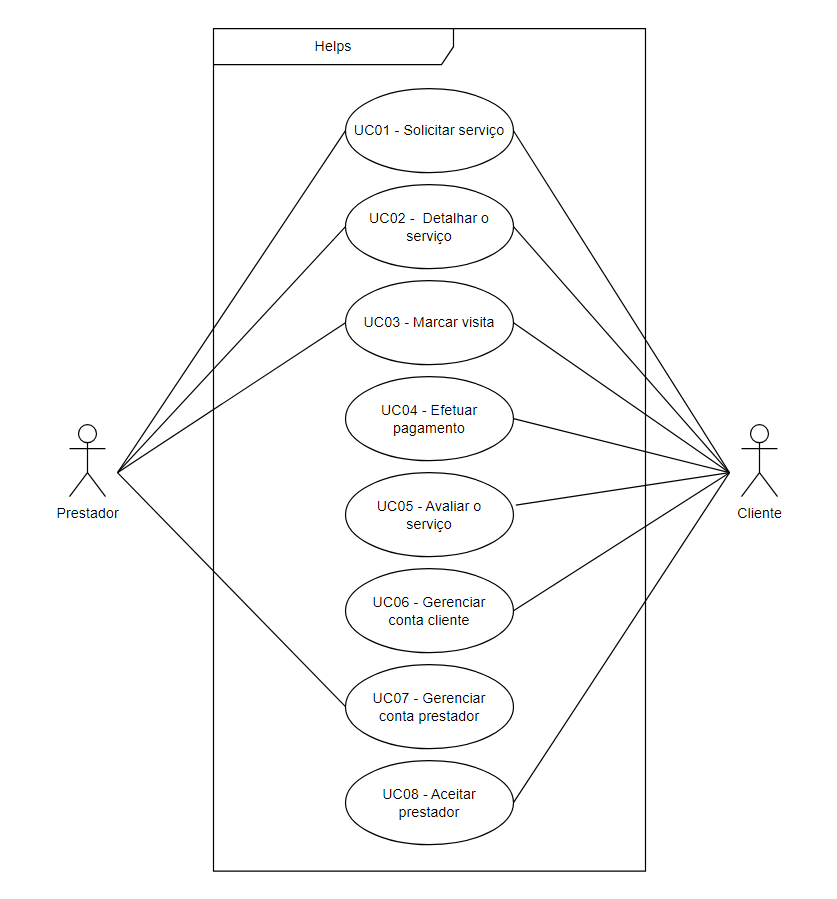 Helps
UC01 - Solicitar serviço
UC02 -  Detalhar o
serviço
UC03 - Marcar visita
UC04 - Efetuar
pagamento
Prestador
Cliente
UC05 - Avaliar o
serviço
UC06 - Gerenciar
conta cliente
UC07 - Gerenciar
conta prestador
UC08 - Aceitar
prestador